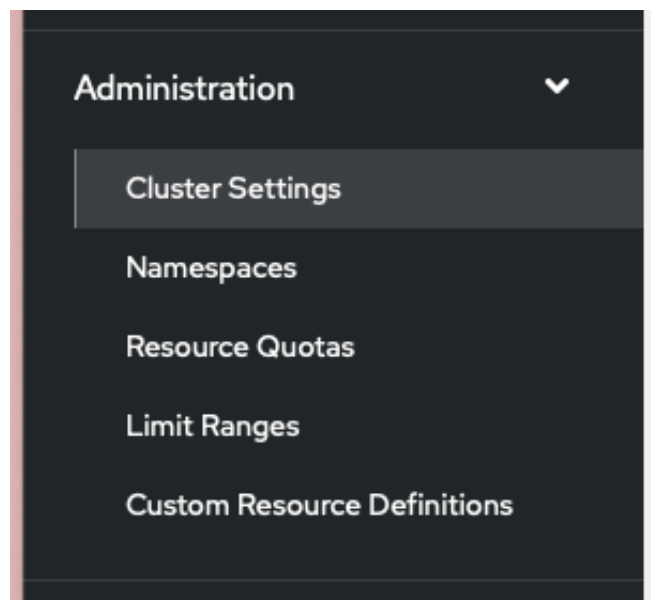 Administration
Cluster Settings
Namespaces
Resource Quotas
Limit Ranges
Custom Resource Definitions